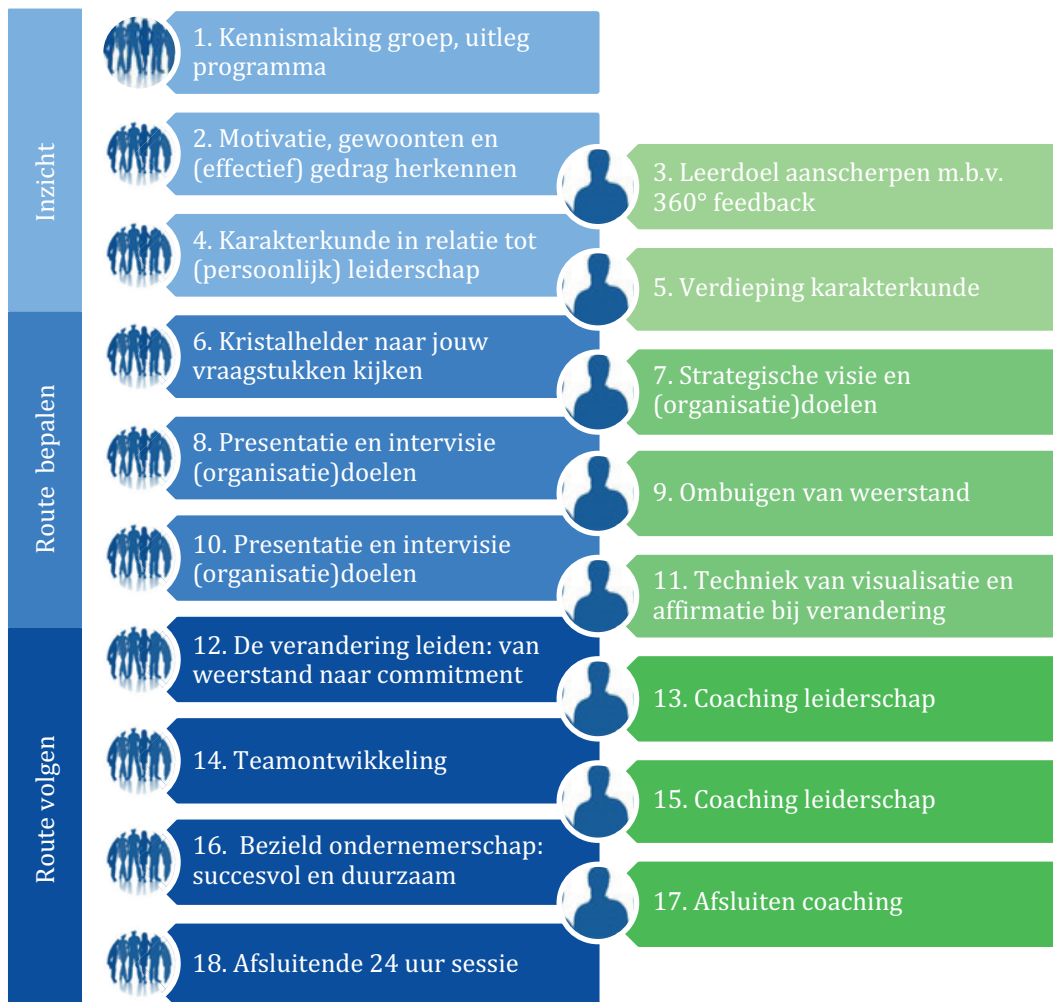 Inzicht
1. Kennismaking groep, uitleg
programma
2. Motivatie, gewoonten en
(effectief) gedrag herkennen
3. Leerdoel aanscherpen m.b.v.
360° feedback
4. Karakterkunde in relatie tot
(persoonlijk) leiderschap
5. Verdieping karakterkunde
Route bepalen
6. Kristalhelder naar jouw
vraagstukken kijken
7. Strategische visie en
(organisatie)doelen
8. Presentatie en intervisie
(organisatie)doelen
9. Ombuigen van weerstand
10. Presentatie en intervisie
(organisatie)doelen
11. Techniek van visualisatie en
affirmatie bij verandering
Route volgen
12. De verandering leiden: van
weerstand naar commitment
13. Coaching leiderschap
14. Teamontwikkeling
15. Coaching leiderschap
16. Bezield ondernemerschap:
succesvol en duurzaam
17. Afsluiten coaching
18. Afsluitende 24 uur sessie